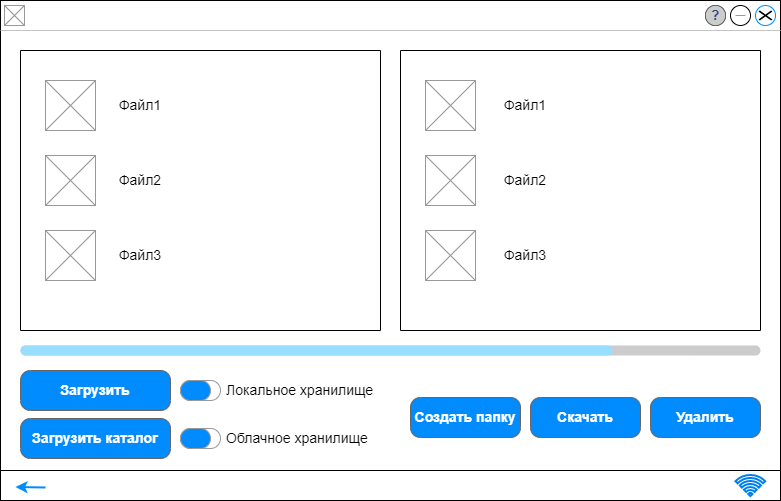 ?
Файл1
Файл1
Файл2
Файл2
Файл3
Файл3
Загрузить
Локальное хранилище
Создать папку
Скачать
Удалить
Загрузить каталог
Облачное хранилище